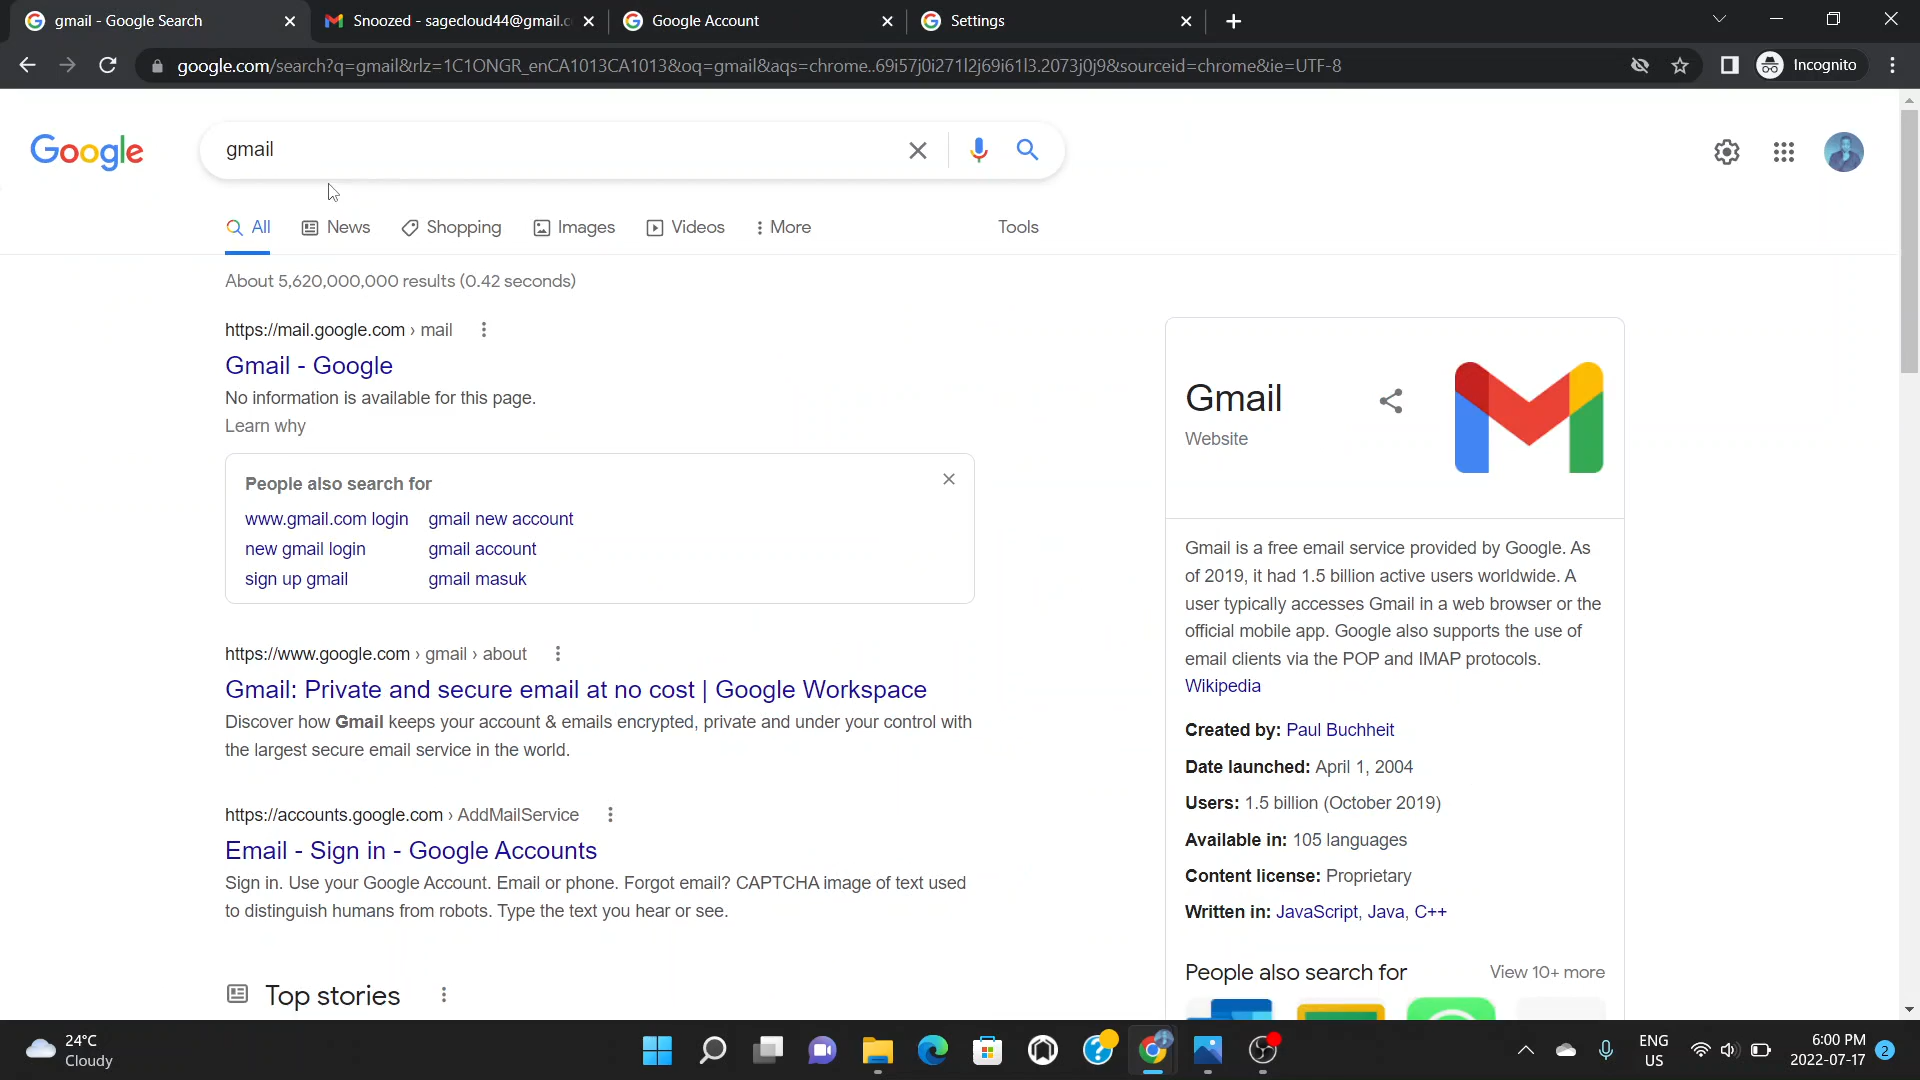 gmail - Google Search
Snoozed - sagecloud44@gmail.c
Google Account
Settings
google.com/search?q=gmail&rlz=1C1ONGR_enCA1013CA1013&oq=gmail&aqs=chrome..69i57j0i271l2j69i61l3.2073j0j9&sourceid=chrome&ie=UTF-8
Incognito
Google
gmail
All
News
Shopping
Images
Videos
More
Tools
About 5,620,000,000 results (0.42 seconds)
https://mail.google.com › mail
Gmail - Google
No information is available for this page.
Learn why
People also search for
www.gmail.com login
gmail new account
new gmail login
gmail account
sign up gmail
gmail masuk
https://www.google.com › gmail › about
Gmail: Private and secure email at no cost | Google Workspace
Discover how Gmail keeps your account & emails encrypted, private and under your control with
the largest secure email service in the world.
https://accounts.google.com › AddMailService
Email - Sign in - Google Accounts
Sign in. Use your Google Account. Email or phone. Forgot email? CAPTCHA image of text used
to distinguish humans from robots. Type the text you hear or see.
Top stories
Gmail
Website
Gmail is a free email service provided by Google. As
of 2019, it had 1.5 billion active users worldwide. A
user typically accesses Gmail in a web browser or the
official mobile app. Google also supports the use of
email clients via the POP and IMAP protocols.
Wikipedia
Created by: Paul Buchheit
Date launched: April 1, 2004
Users: 1.5 billion (October 2019)
Available in: 105 languages
Content license: Proprietary
Written in: JavaScript, Java, C++
People also search for
View 10+ more
24°C
Cloudy
ENG
US
6:00 PM
2022-07-17
2